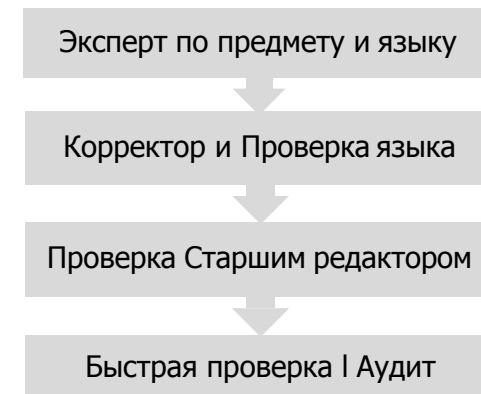 Эксперт по предмету и языку
Корректор и Проверка языка
Проверка Старшим редактором
Быстрая проверка l Аудит